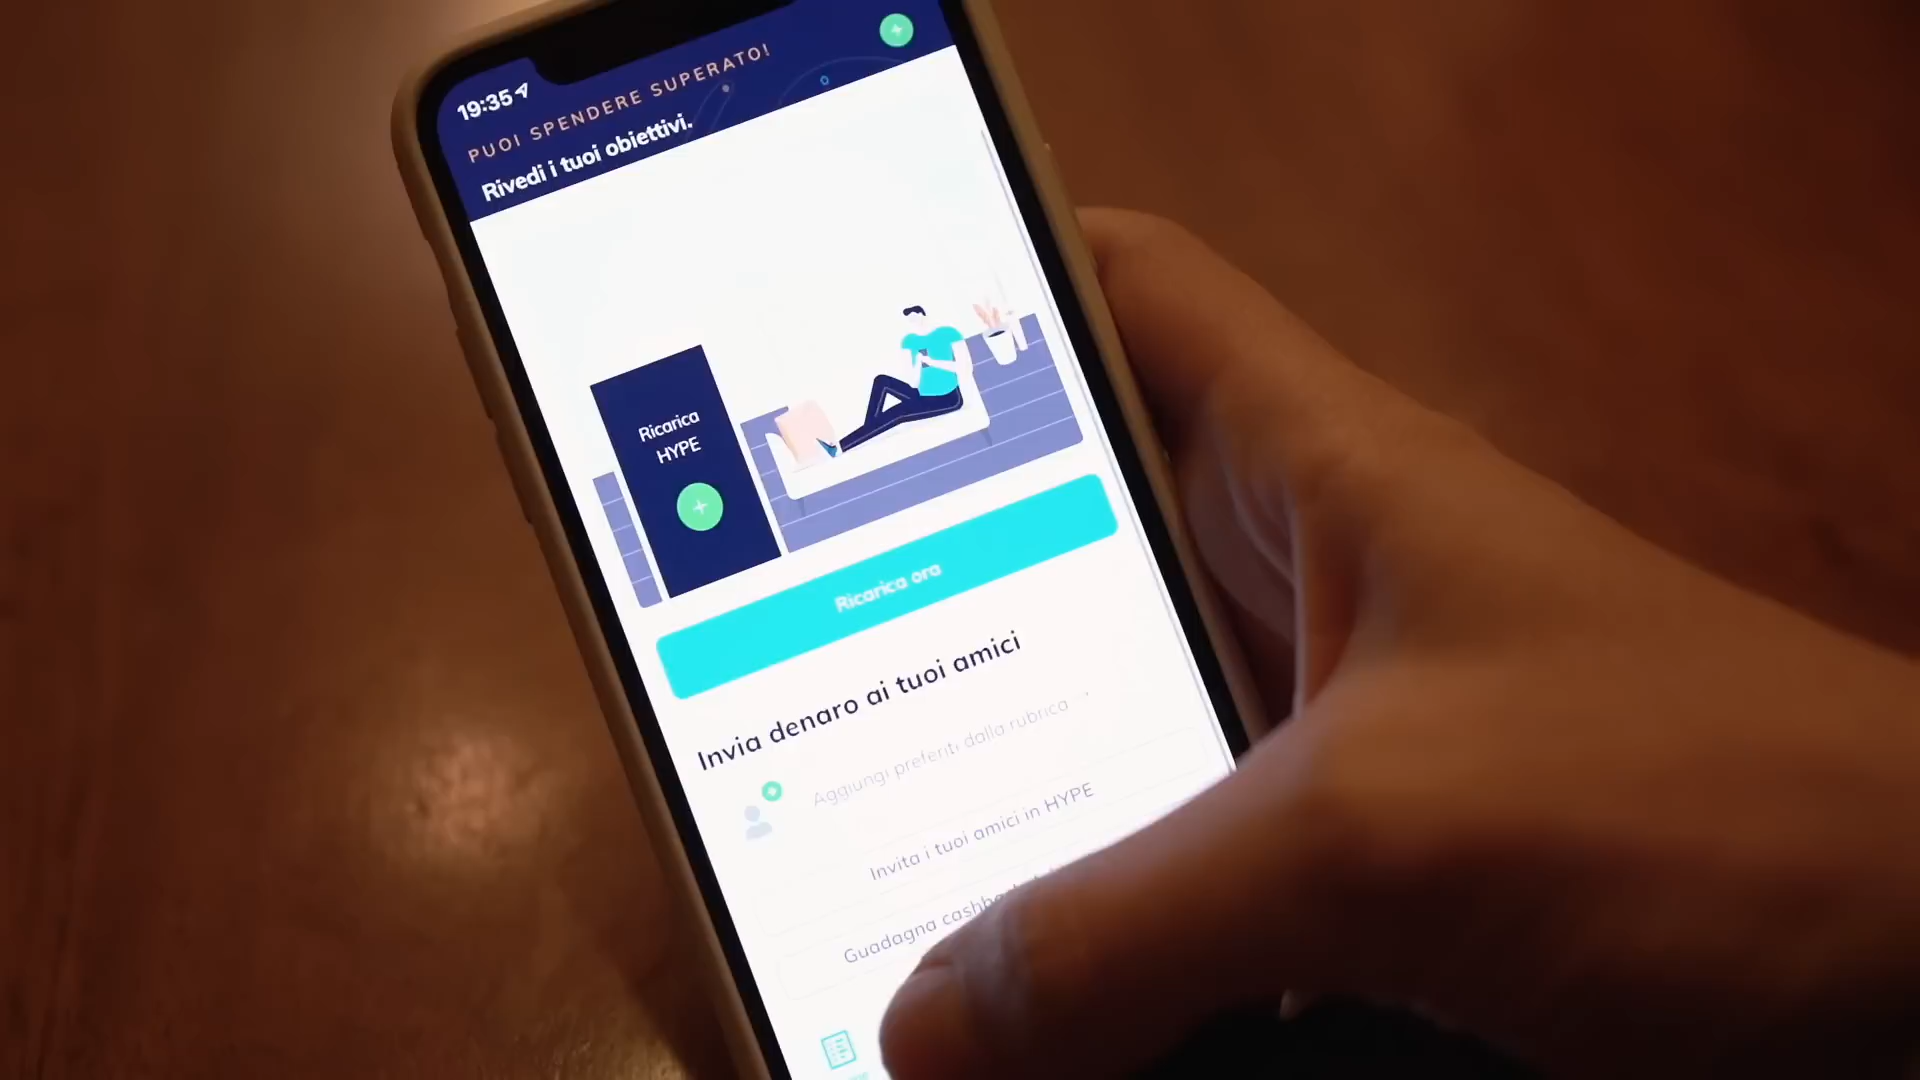 19:35
PUOI SPENDERE SUPERATO!
Rivedi i tuoi obiettivi.
Ricarica
HYPE
Ricarica ora
Invia denaro ai tuoi amici
Aggiungi preferiti dalla rubrica
Invita i tuoi amici in HYPE
Guadagna